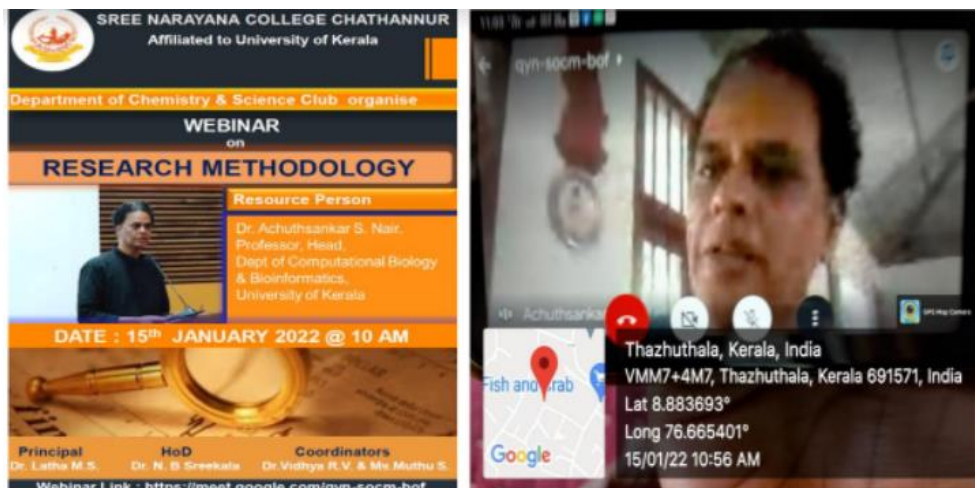 SREE NARAYANA COLLEGE CHATHANNUR
Affiliated to University of Kerala
Department of Chemistry & Science Club organise
WEBINAR
on
RESEARCH METHODOLOGY
Resource Person
Dr. Achuthsankar S. Nair,
Professor, Head,
Dept of Computational Biology
& Bioinformatics,
University of Kerala
DATE : 15th JANUARY 2022 @ 10 AM
Principal HoD Coordinators
Dr. Latha M.S. Dr. N. B Sreekala Dr.Vidhya R.V. & Ms.Muthu S.
Webinar Link : https://meet.google.com/qyn-socm-bof
qyn-socm-bof
Achuthsankar
GPS Map Camera
Fish and
Google
Thazhuthala, Kerala, India
VMM7+4M7, Thazhuthala, Kerala 691571, India
Lat 8.883693°
Long 76.665401°
15/01/22 10:56 AM